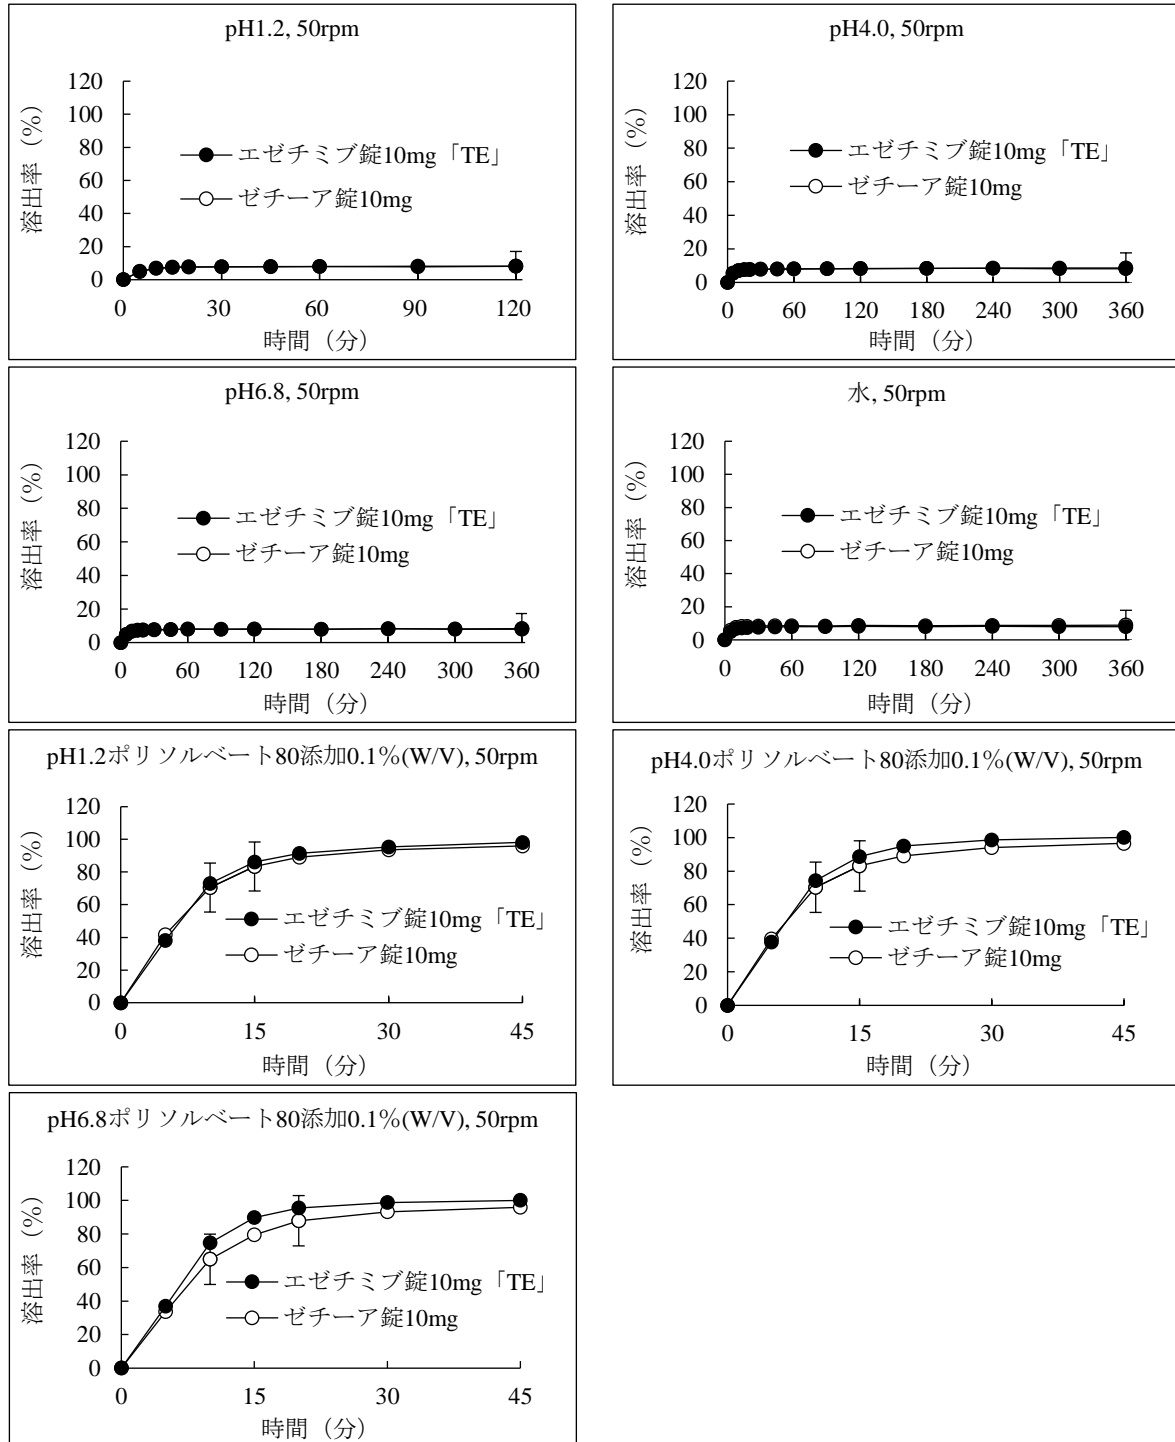 pH1.2, 50rpm
溶出率（%）
120
100
80
60
40
20
0
エゼチミブ錠10mg「TE」
ゼチーア錠10mg
0 30 60 90 120
時間（分）
pH4.0, 50rpm
溶出率（%）
120
100
80
60
40
20
0
エゼチミブ錠10mg「TE」
ゼチーア錠10mg
0 60 120 180 240 300 360
時間（分）
pH6.8, 50rpm
溶出率（%）
120
100
80
60
40
20
0
エゼチミブ錠10mg「TE」
ゼチーア錠10mg
0 60 120 180 240 300 360
時間（分）
水, 50rpm
溶出率（%）
120
100
80
60
40
20
0
エゼチミブ錠10mg「TE」
ゼチーア錠10mg
0 60 120 180 240 300 360
時間（分）
pH1.2ポリソルベート80添加0.1%(W/V), 50rpm
溶出率（%）
120
100
80
60
40
20
0
エゼチミブ錠10mg「TE」
ゼチーア錠10mg
0 15 30 45
時間（分）
pH4.0ポリソルベート80添加0.1%(W/V), 50rpm
溶出率（%）
120
100
80
60
40
20
0
エゼチミブ錠10mg「TE」
ゼチーア錠10mg
0 15 30 45
時間（分）
pH6.8ポリソルベート80添加0.1%(W/V), 50rpm
溶出率（%）
120
100
80
60
40
20
0
エゼチミブ錠10mg「TE」
ゼチーア錠10mg
0 15 30 45
時間（分）